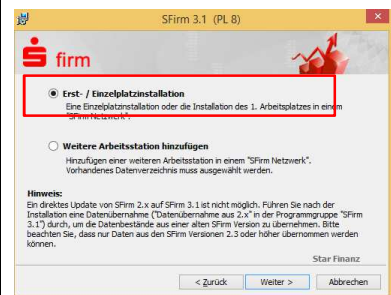 SFirm 3.1 (PL 8)
firm
Erst- / Einzelplatzinstallation
Eine Einzelplatzinstallation oder die Installation des 1. Arbeitsplatzes in einem
"SFirm Netzwerk".
Weitere Arbeitsstation hinzufügen
Hinzufügen einer weiteren Arbeitsstation in einem "SFirm Netzwerk".
Vorhandenes Datenverzeichnis muss ausgewählt werden.
Hinweis:
Ein direktes Update von SFirm 2.x auf SFirm 3.1 ist nicht möglich. Führen Sie nach der
Installation eine Datenübernahme ("Datenübernahme aus 2.x" in der Programmgruppe "SFirm
3.1") durch, um die Datenbestände aus einer alten SFirm Version zu übernehmen. Bitte
beachten Sie, dass nur Daten aus den SFirm Versionen 2.3 oder höher übernommen werden
können.
Star Finanz
< Zurück
Weiter >
Abbrechen